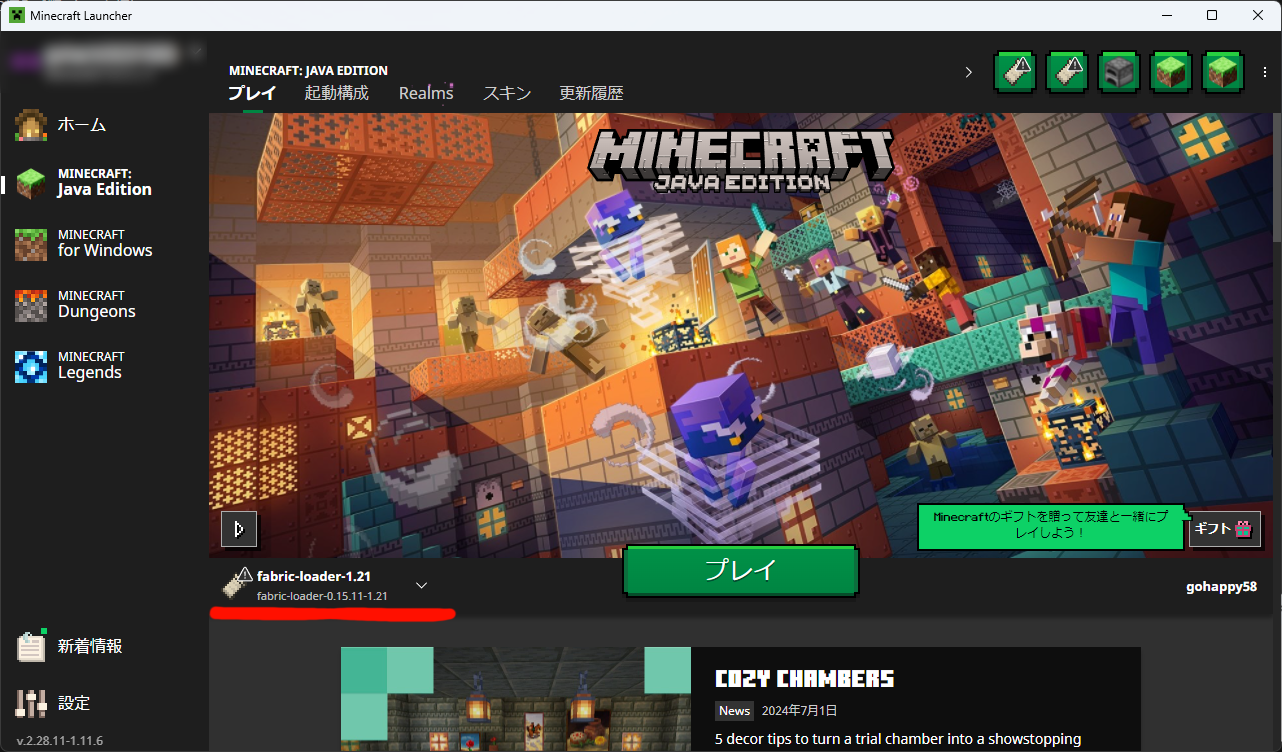 Minecraft Launcher
MINECRAFT: JAVA EDITION
プレイ 起動構成 Realms スキン 更新履歴
ホーム
MINECRAFT:
Java Edition
MINECRAFT
for Windows
MINECRAFT
Dungeons
MINECRAFT
Legends
新着情報
設定
v.2.28.11-1.11.6
MINECRAFT
JAVA EDITION
Minecraftのギフトを贈って友達と一緒にプ
レイしよう！
ギフト
fabric-loader-1.21
fabric-loader-0.15.11-1.21
プレイ
gohappy58
COZY CHAMBERS
News 2024年7月1日
5 decor tips to turn a trial chamber into a showstopping